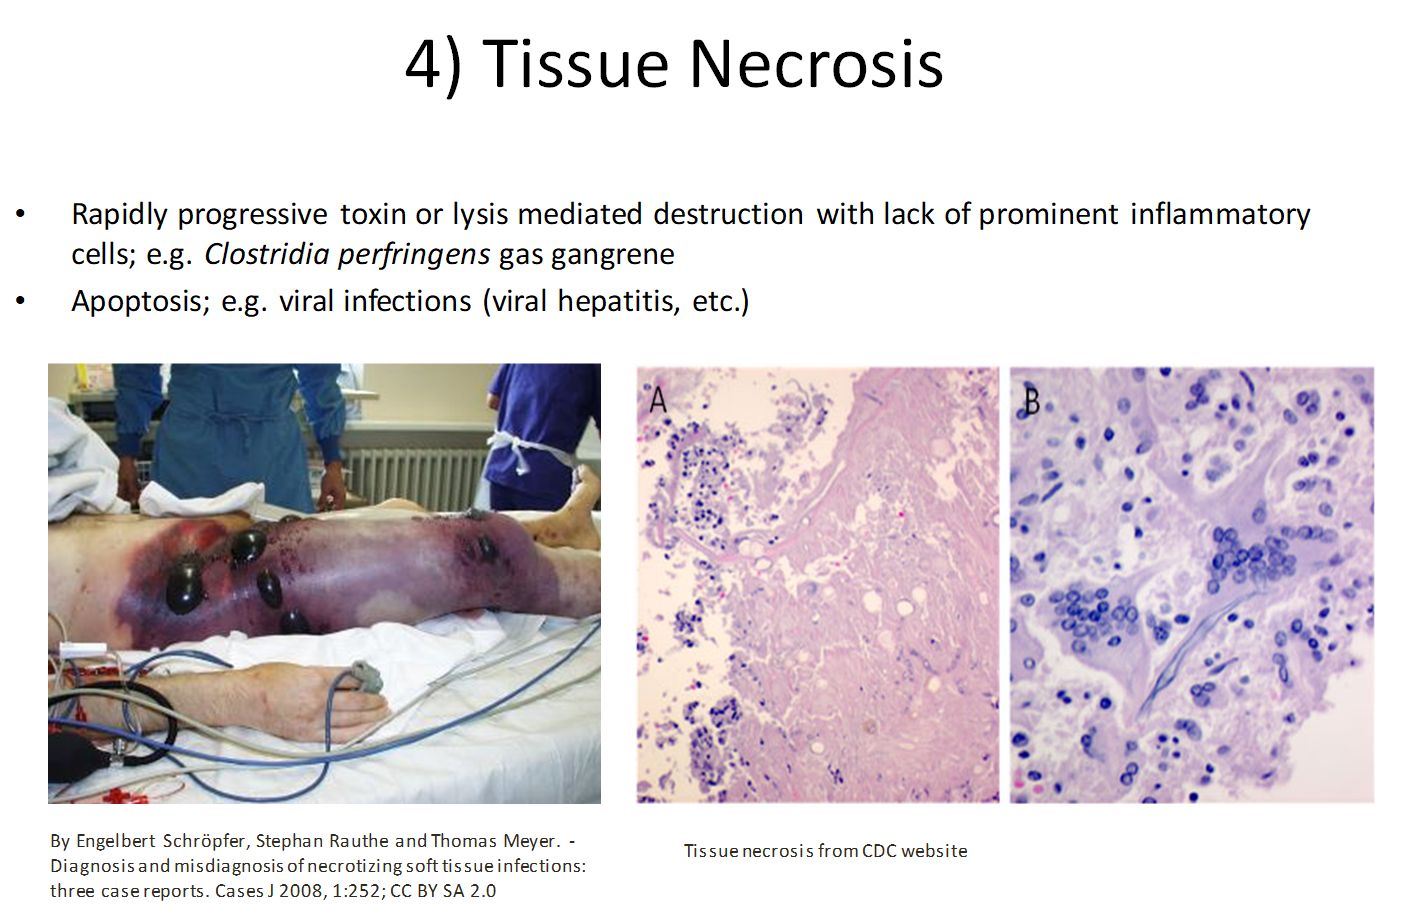 4) Tissue Necrosis
• Rapidly progressive toxin or lysis mediated destruction with lack of prominent inflammatory
cells; e.g. Clostridia perfringens gas gangrene
• Apoptosis; e.g. viral infections (viral hepatitis, etc.)
A
B
By Engelbert Schröpfer, Stephan Rauthe and Thomas Meyer. -
Diagnosis and misdiagnosis of necrotizing soft tissue infections:
three case reports. Cases J 2008, 1:252; CC BY SA 2.0
Tissue necrosis from CDC website